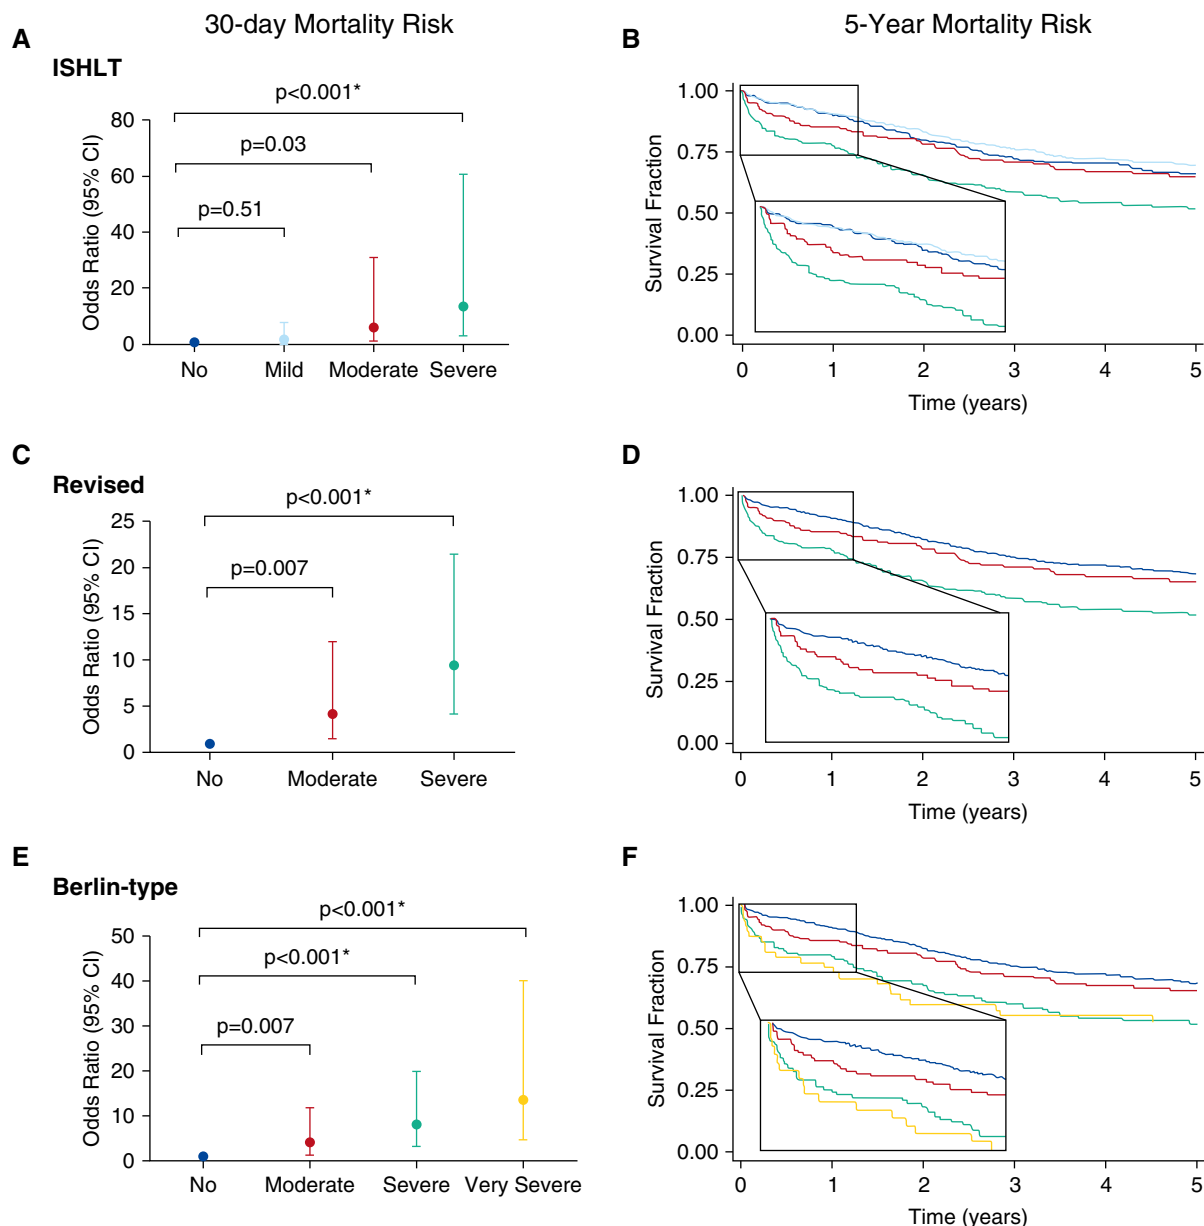 30-day Mortality Risk
5-Year Mortality Risk
A
ISHLT
p<0.001*
p=0.03
p=0.51
Odds Ratio (95% CI)
80
60
40
20
0
No Mild Moderate Severe
B
Survival Fraction
1.00
0.75
0.50
0.25
0.00
0 1 2 3 4 5
Time (years)
C
Revised
p<0.001*
p=0.007
Odds Ratio (95% CI)
25
20
15
10
5
0
No Moderate Severe
D
Survival Fraction
1.00
0.75
0.50
0.25
0.00
0 1 2 3 4 5
Time (years)
E
Berlin-type
p<0.001*
p<0.001*
p=0.007
Odds Ratio (95% CI)
50
40
30
20
10
0
No Moderate Severe Very Severe
F
Survival Fraction
1.00
0.75
0.50
0.25
0.00
0 1 2 3 4 5
Time (years)